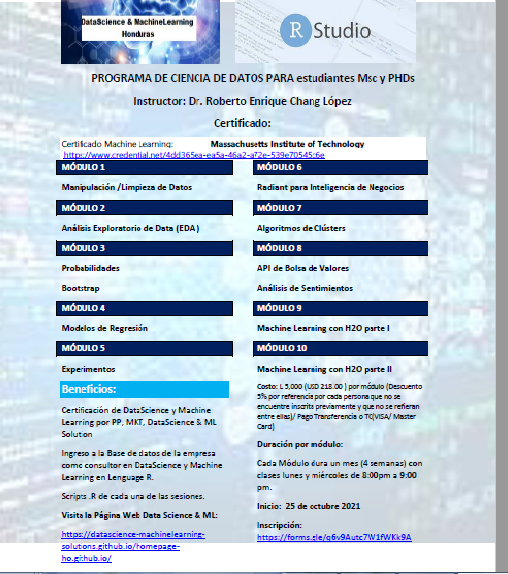 DataScience & MachineLearning
Honduras
R Studio
PROGRAMA DE CIENCIA DE DATOS PARA estudiantes Msc y PHDs
Instructor: Dr. Roberto Enrique Chang López
Certificado:
Certificado Machine Learning: Massachusetts Institute of Technology
https://www.credential.net/4dd365ea-ea5a-46a2-a72e-539e70545c6e
MÓDULO 1
Manipulación /Limpieza de Datos
MÓDULO 2
Análisis Exploratorio de Data (EDA)
MÓDULO 3
Probabilidades
Bootstrap
MÓDULO 4
Modelos de Regresión
MÓDULO 5
Experimentos
Beneficios:
Certificación de DataScience y Machine
Learning por PP, MKT, DataScience & ML
Solution
Ingreso a la Base de datos de la empresa
como consultor en DataScience y Machine
Learning en Lenguage R.
Scripts .R de cada una de las sesiones.
Visita la Página Web Data Science & ML:
https://datascience-machinelearning-
solutions.github.io/homepage-
ho.github.io/
MÓDULO 6
Radiant para Inteligencia de Negocios
MÓDULO 7
Algoritmos de Clústers
MÓDULO 8
API de Bolsa de Valores
Análisis de Sentimientos
MÓDULO 9
Machine Learning con H2O parte I
MÓDULO 10
Machine Learning con H2O parte II
Costo: L 5,000 (USD 218.00 ) por módulo (Descuento
5% por referencia por cada persona que no se
encuentre inscrita previamente y que no se refieran
entre ellas)/ Pago Transferencia o TC(VISA/ Master
Card)
Duración por módulo:
Cada Módulo dura un mes (4 semanas) con
clases lunes y miércoles de 8:00pm a 9:00
pm.
Inicio: 25 de octubre 2021
Inscripción:
https://forms.gle/q6v9Autc7W1fWKk9A